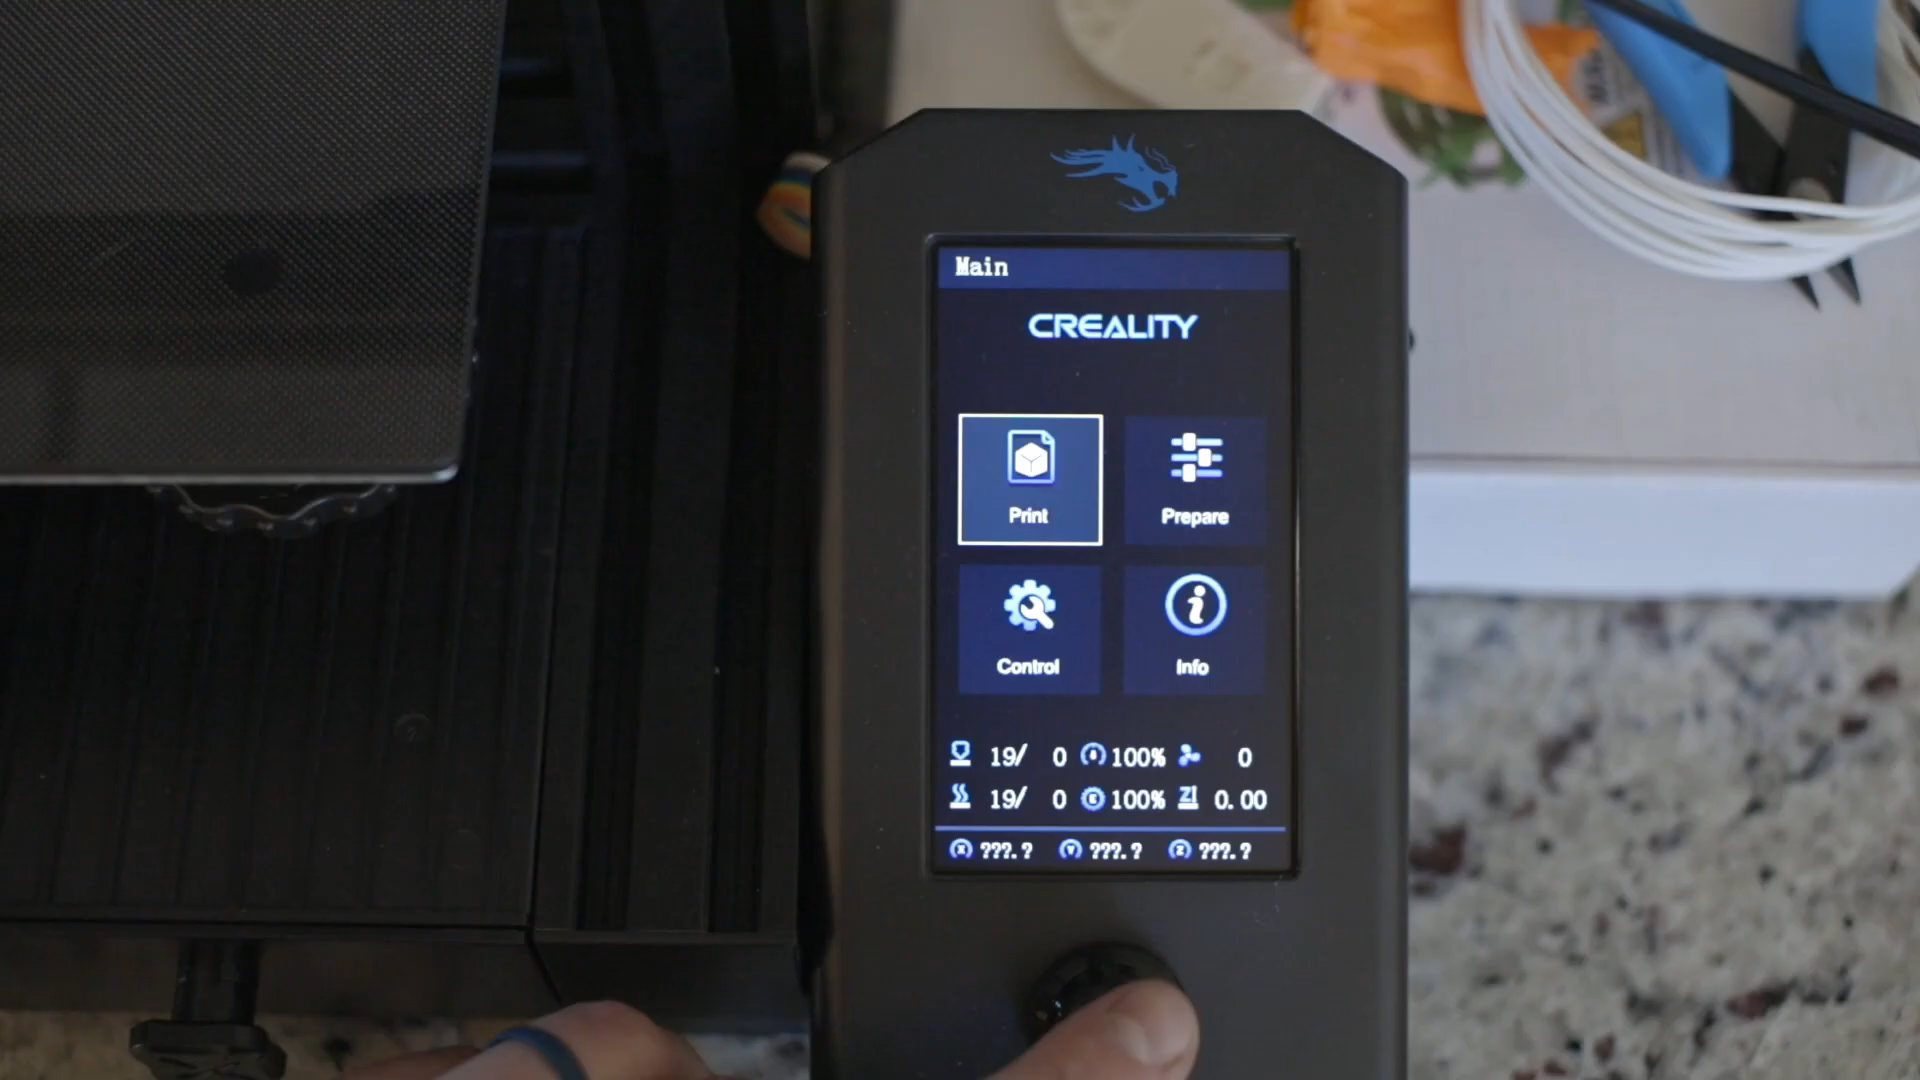 Main
CREALITY
Print Prepare
Control Info
19/ 0 100% 0
19/ 0 100% 0.00
X ???.? Y ???.? Z ???.?